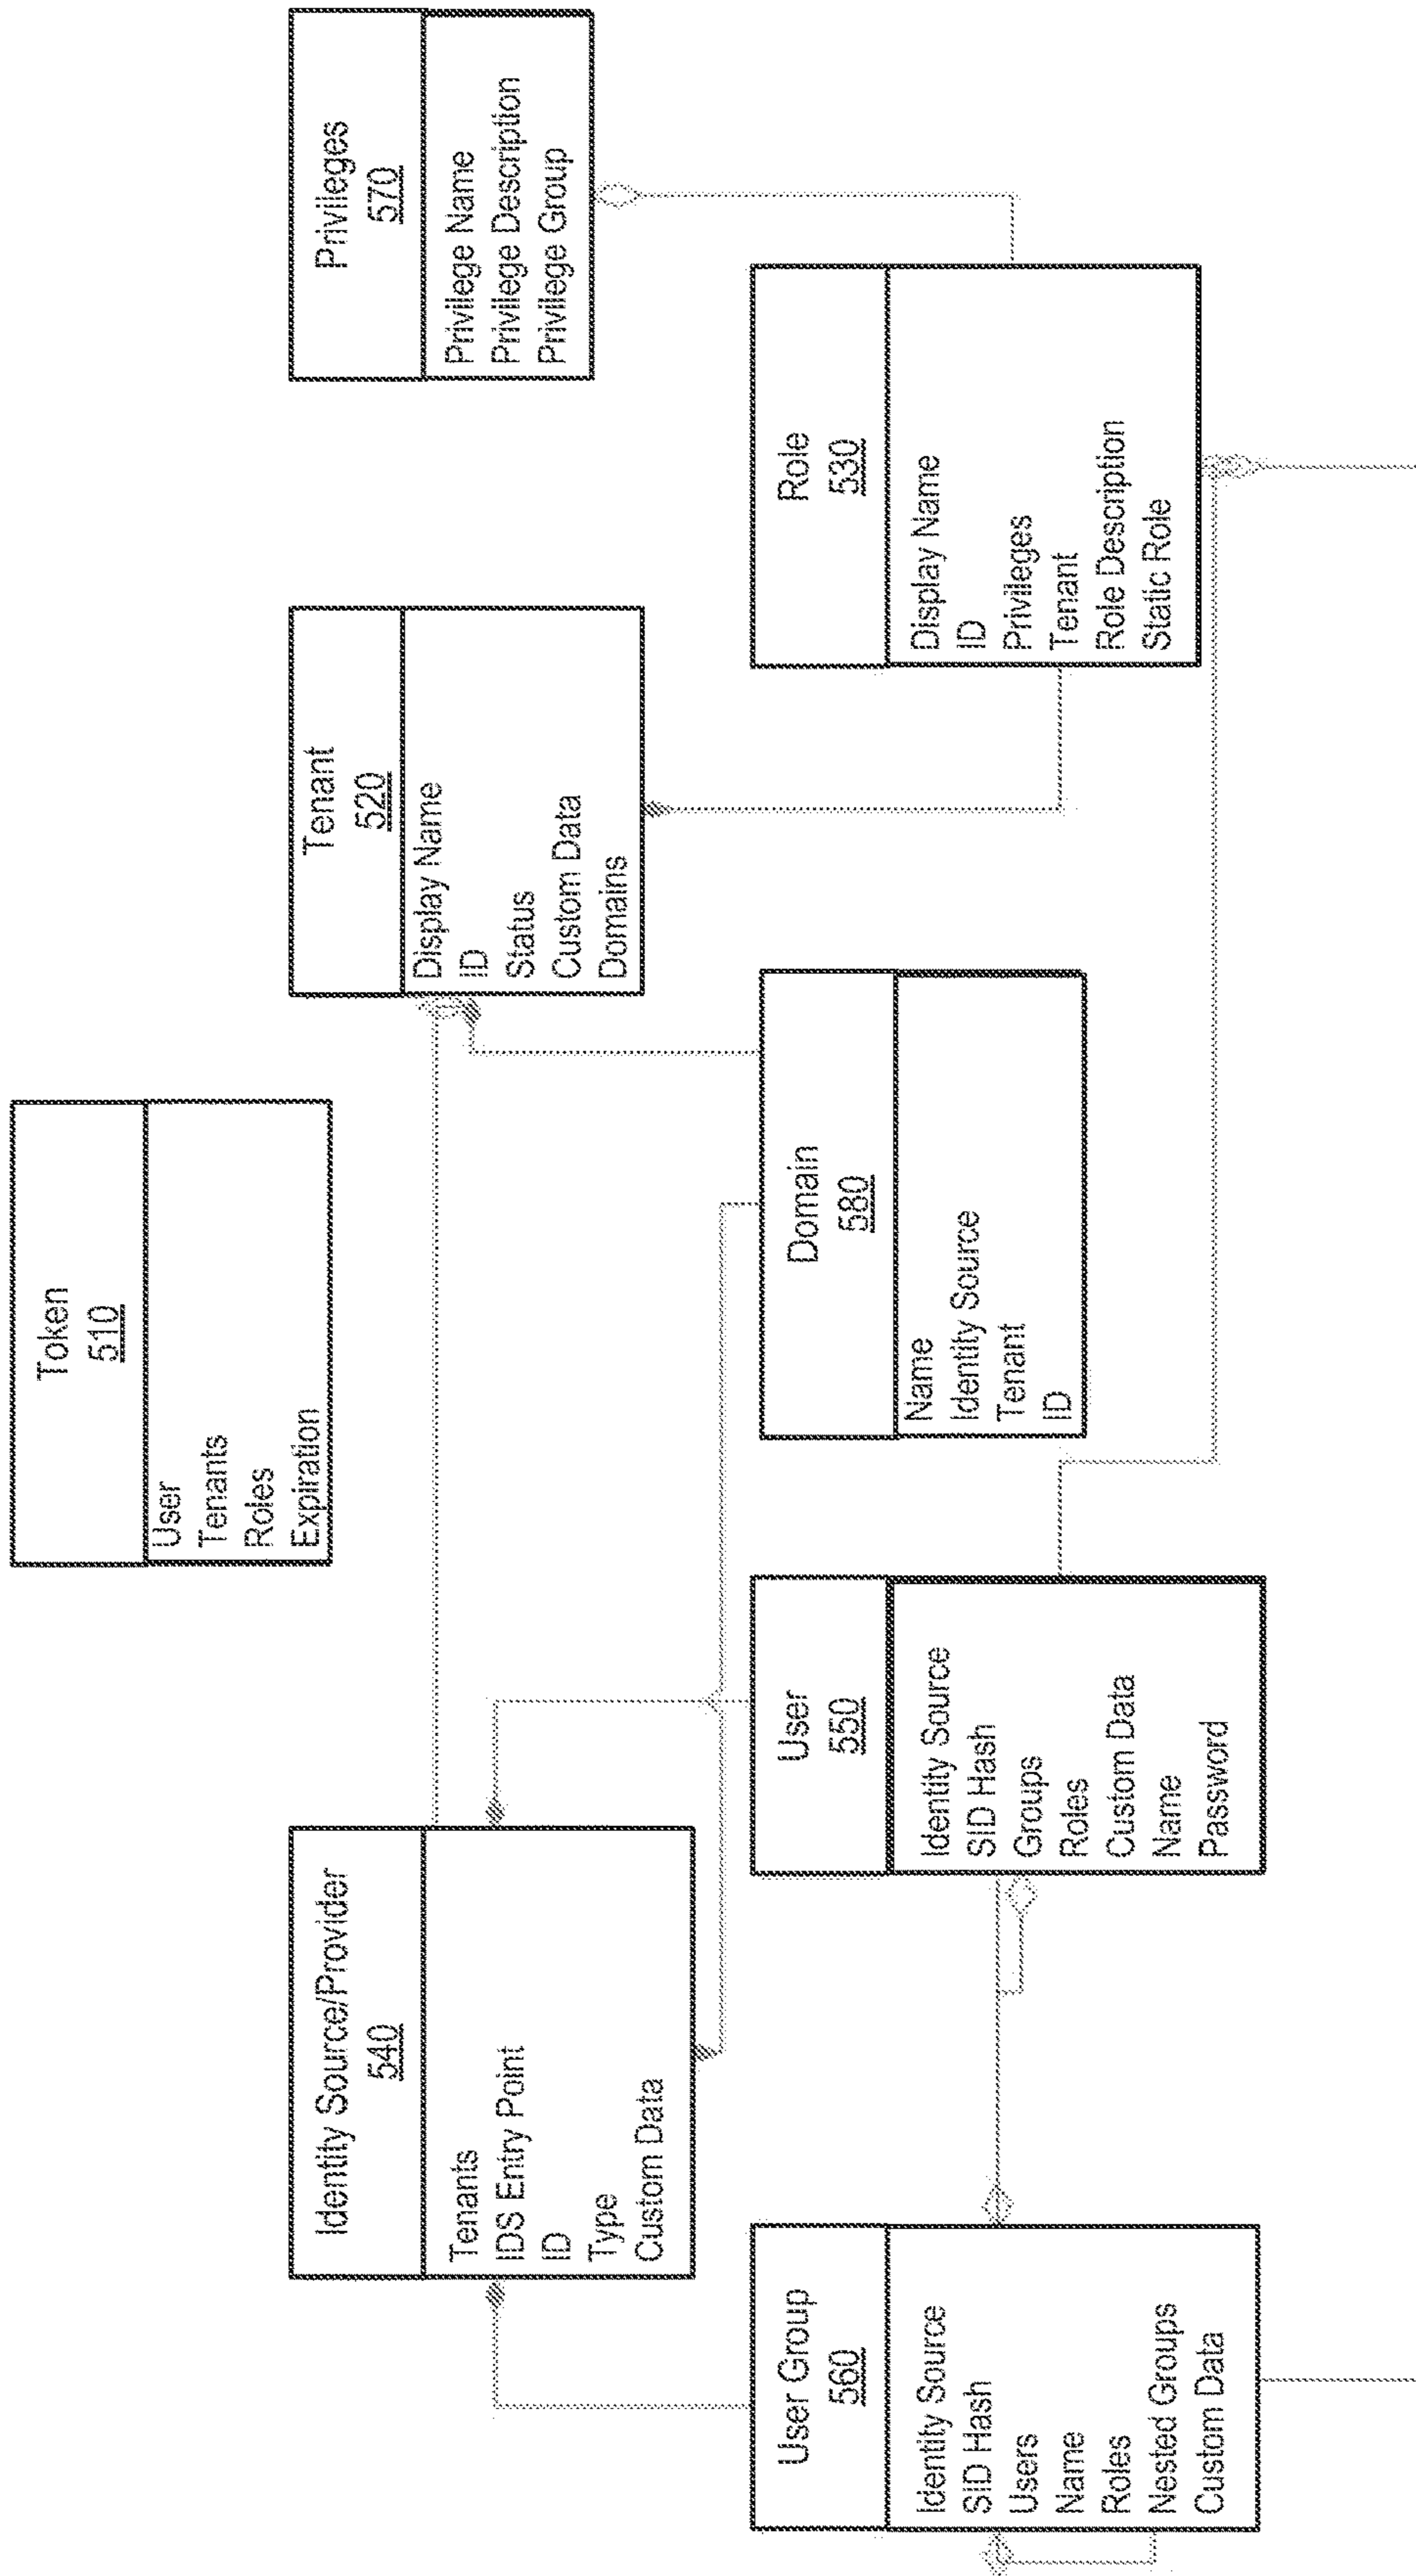 Token
510
User
Tenants
Roles
Expiration
Identity Source/Provider
540
Tenants
IDS Entry Point
ID
Type
Custom Data
Tenant
520
Display Name
ID
Status
Custom Data
Domains
Privileges
570
Privilege Name
Privilege Description
Privilege Group
User Group
560
Identity Source
SID Hash
Users
Name
Roles
Nested Groups
Custom Data
User
550
Identity Source
SID Hash
Groups
Roles
Custom Data
Name
Password
Domain
580
Name
Identity Source
Tenant
ID
Role
530
Display Name
ID
Privileges
Tenant
Role Description
Static Role